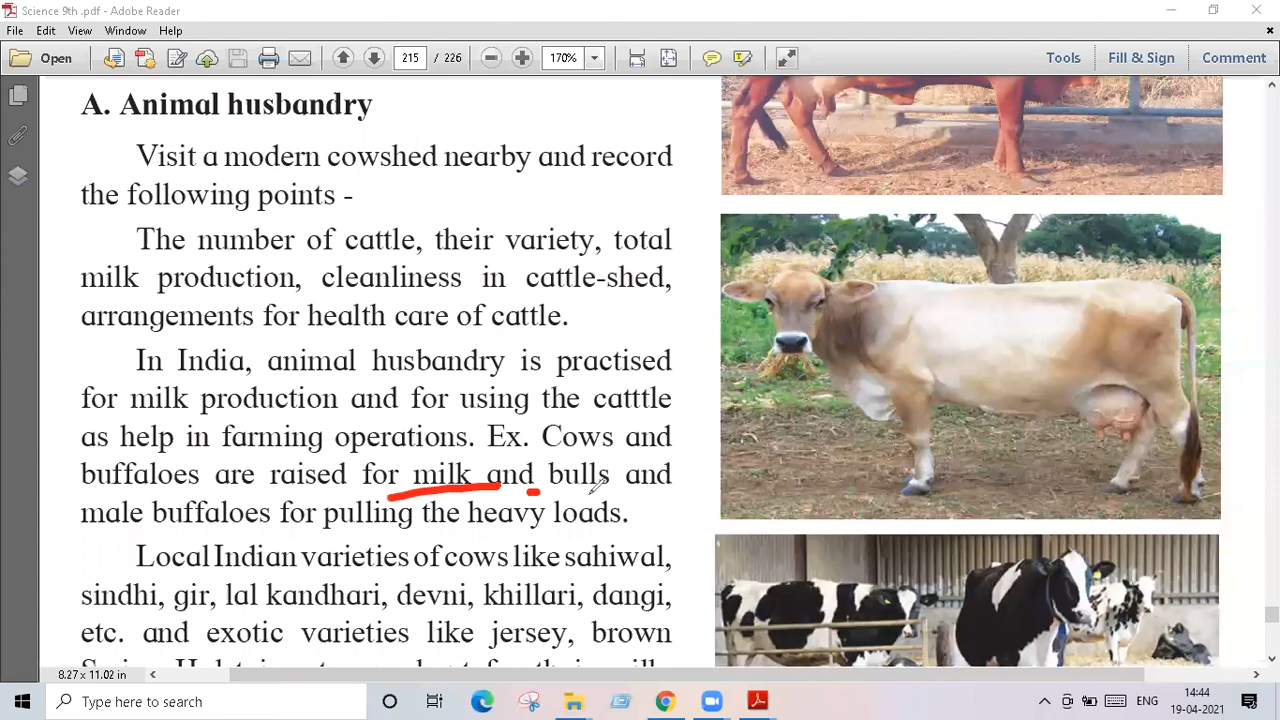 Science 9th .pdf - Adobe Reader
File Edit View Window Help
Open 215 / 226 170% Tools Fill & Sign Comment
A. Animal husbandry
Visit a modern cowshed nearby and record
the following points -
The number of cattle, their variety, total
milk production, cleanliness in cattle-shed,
arrangements for health care of cattle.
In India, animal husbandry is practised
for milk production and for using the catttle
as help in farming operations. Ex. Cows and
buffaloes are raised for milk and bulls and
male buffaloes for pulling the heavy loads.
Local Indian varieties of cows like sahiwal,
sindhi, gir, lal kandhari, devni, khillari, dangi,
etc. and exotic varieties like jersey, brown
8.27 x 11.02 in
Type here to search
ENG
14:44
19-04-2021